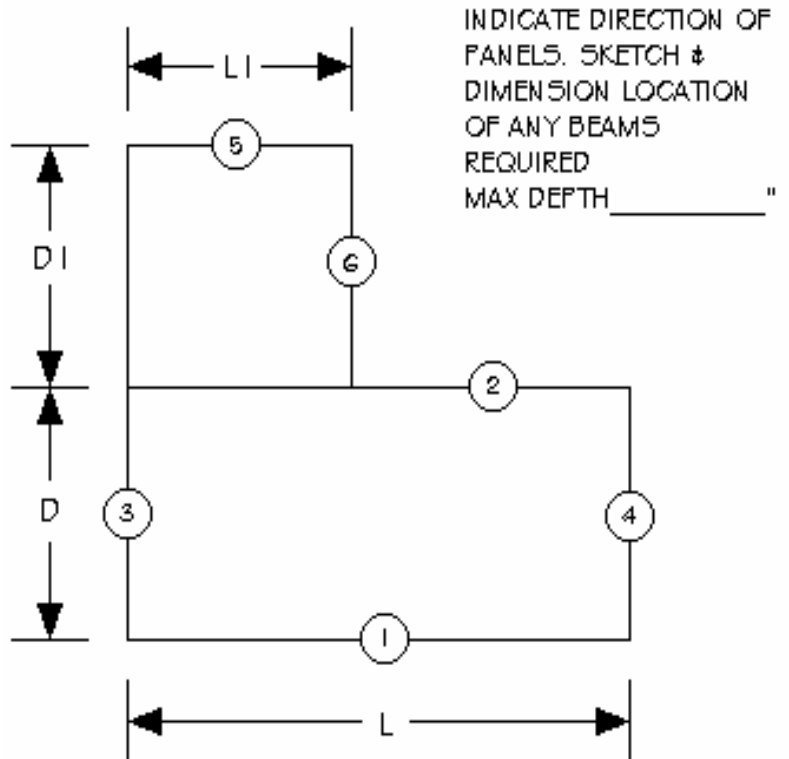 INDICATE DIRECTION OF
PANELS. SKETCH &
DIMENSION LOCATION
OF ANY BEAMS
REQUIRED
MAX DEPTH__________"
L1
5
D1
6
2
D
3
4
1
L